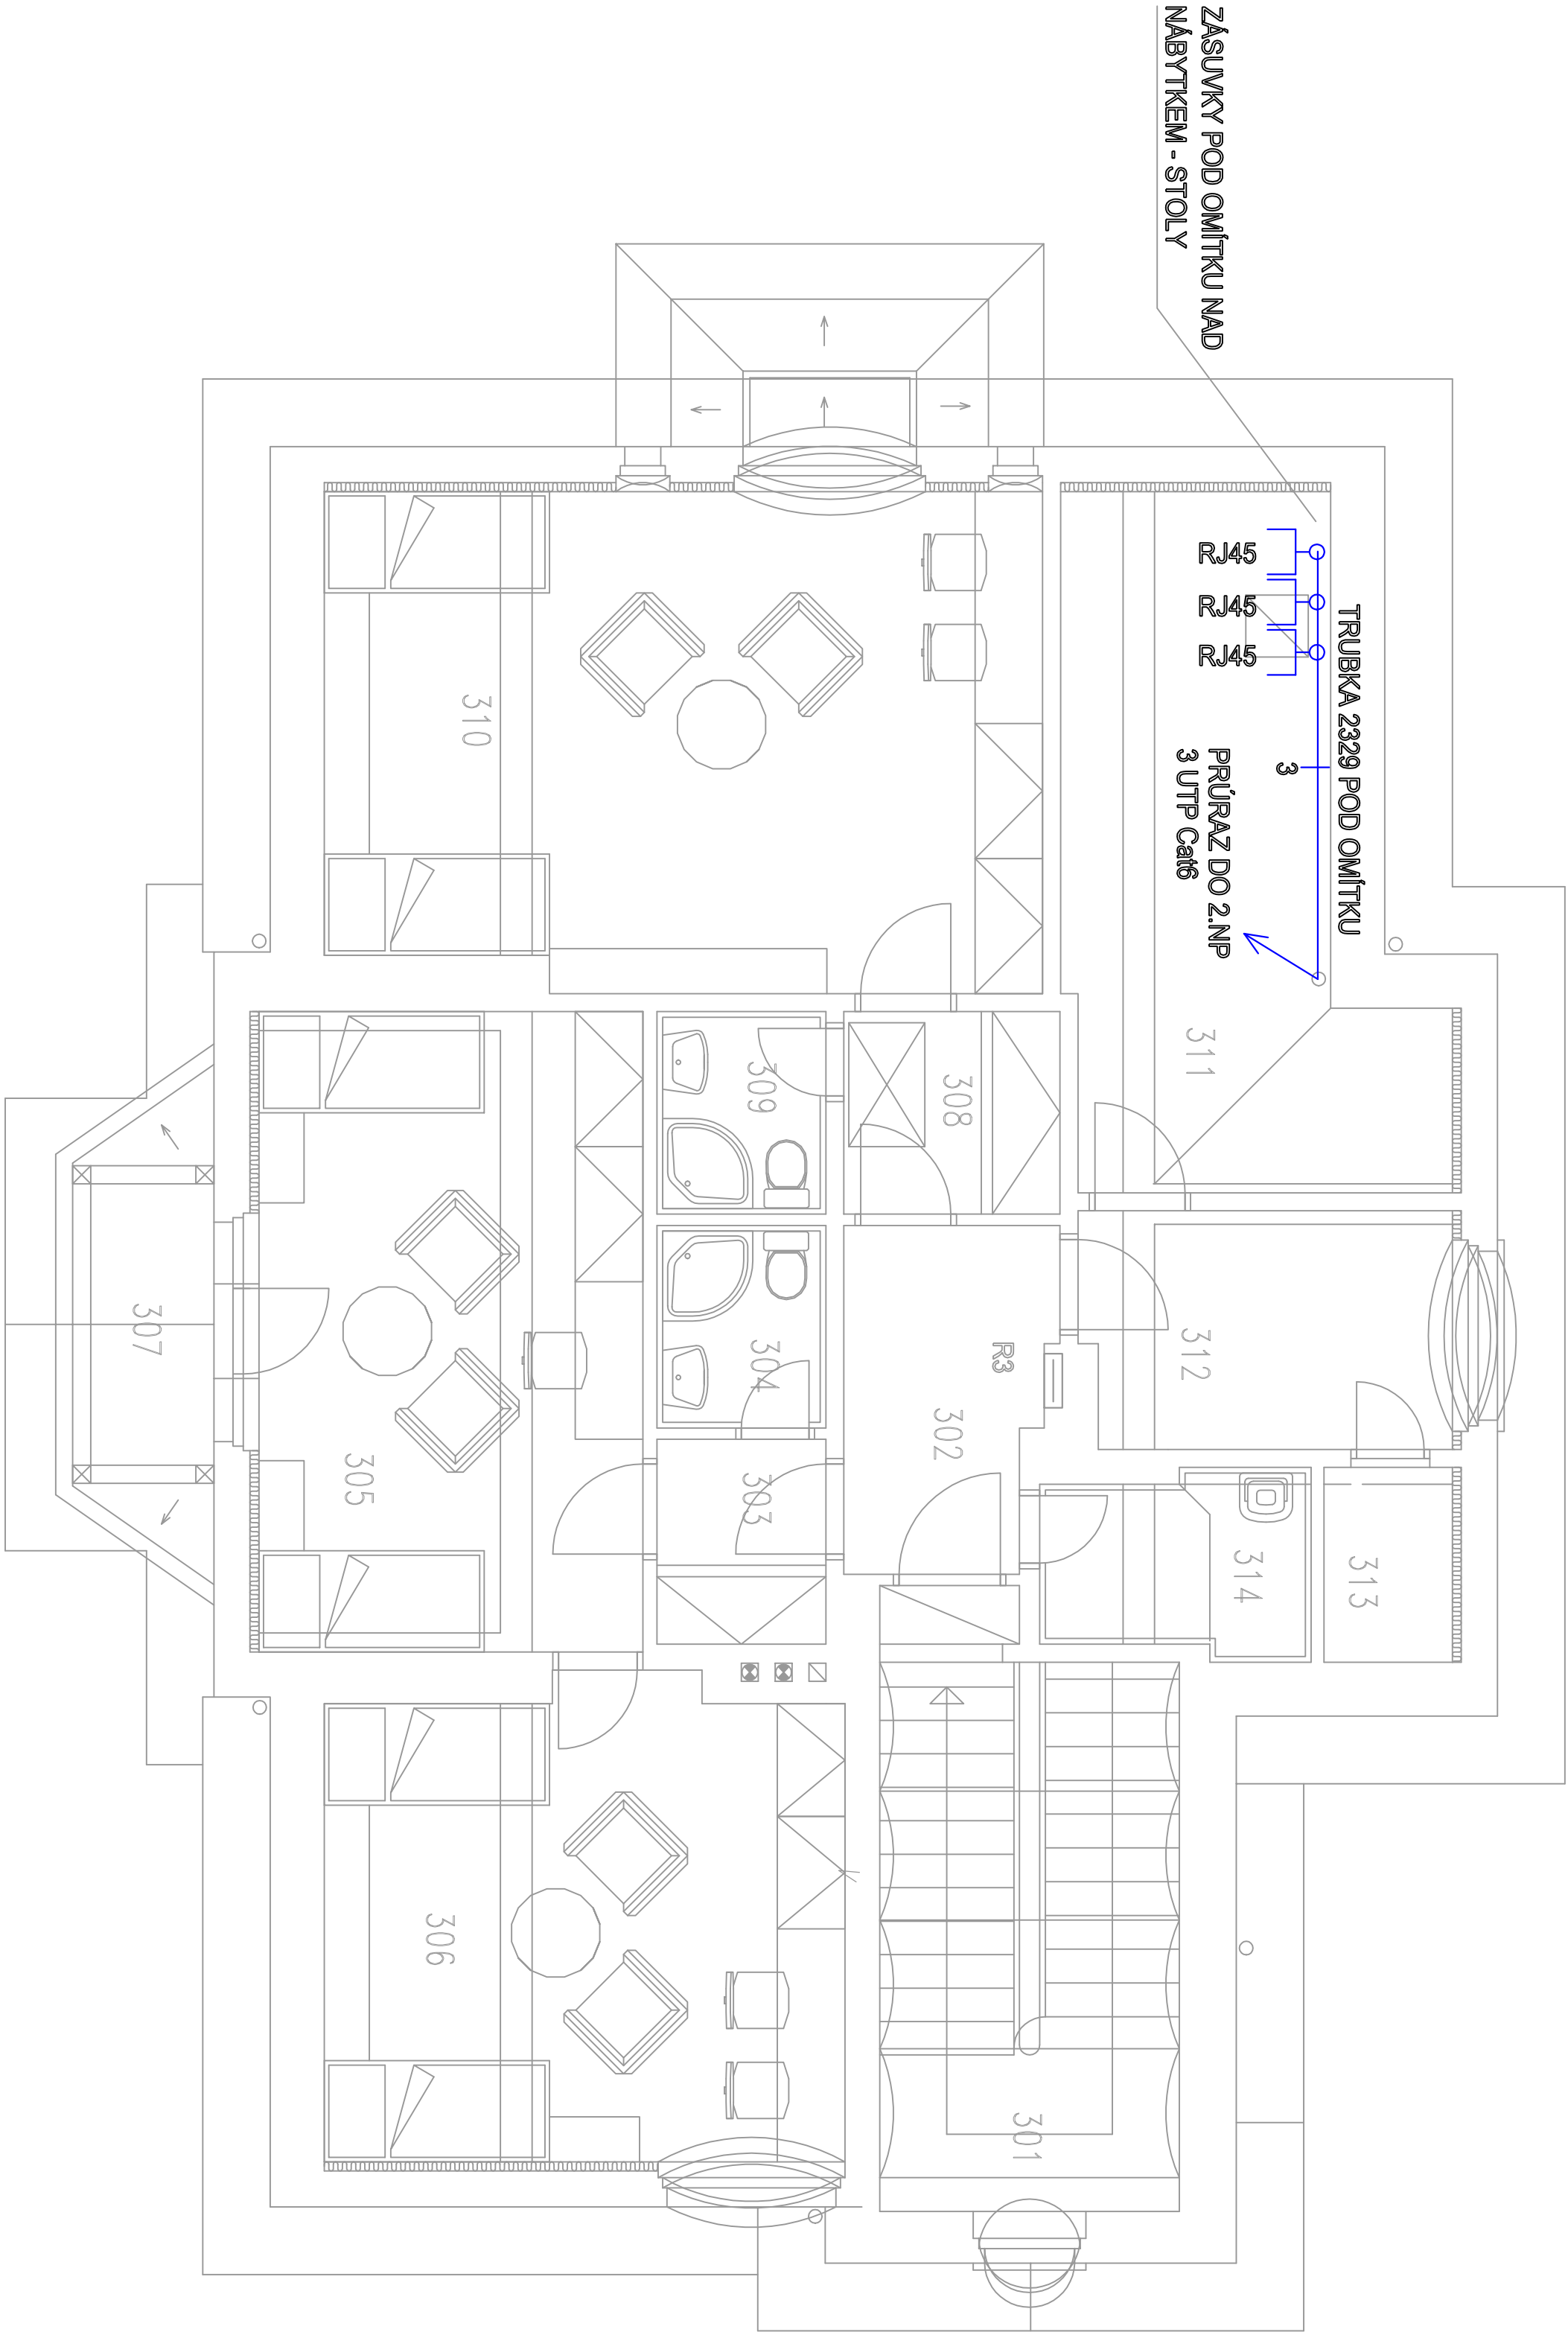 ZÁSUVKY POD OMÍTKU NAD
NÁBYTKEM - STOLY
RJ45
RJ45
RJ45
TRUBKA 2329 POD OMÍTKU
3
PRÚRAZ DO 2.NP
3 UTP Cat6
310
311
309
308
307
305
304
303
R3
302
312
314
313
306
301